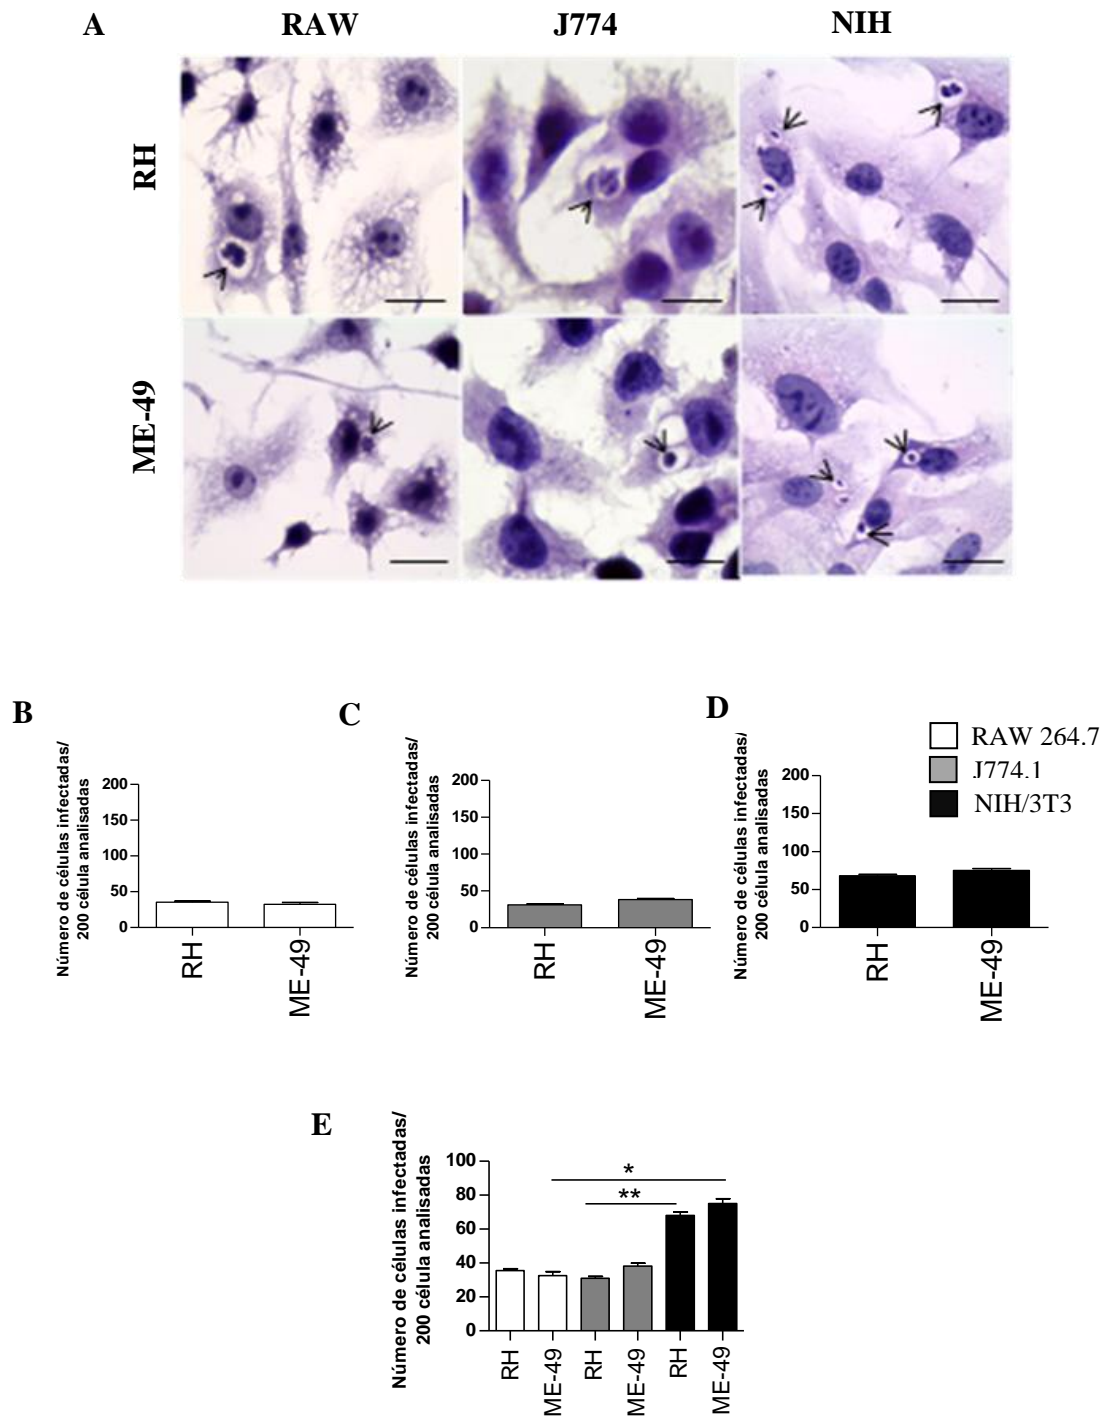 A
RAW
J774
NIH
RH
ME-49
B
Número de células infectadas/
200 célula analisadas
200
150
100
50
0
RH
ME-49
C
Número de células infectadas/
200 célula analisadas
200
150
100
50
0
RH
ME-49
D
Número de células infectadas/
200 célula analisadas
200
150
100
50
0
RH
ME-49
RAW 264.7
J774.1
NIH/3T3
E
Número de células infectadas/
200 célula analisadas
100
80
60
40
20
0
*
**
RH
ME-49
RH
ME-49
RH
ME-49